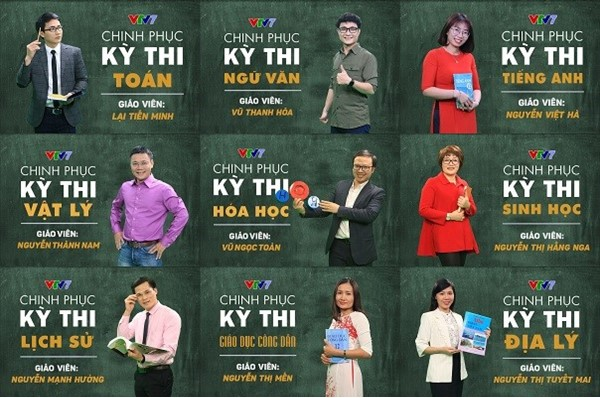 VTV7
CHINH PHỤC
KỲ THI
TOÁN
GIÁO VIÊN:
LẠI TIẾN MINH
VTV7
CHINH PHỤC
KỲ THI
NGỮ VĂN
GIÁO VIÊN:
VŨ THANH HÒA
VTV7
CHINH PHỤC
KỲ THI
TIẾNG ANH
GIÁO VIÊN:
NGUYỄN VIỆT HÀ
VTV7
CHINH PHỤC
KỲ THI
VẬT LÝ
GIÁO VIÊN:
NGUYỄN THÀNH NAM
VTV7
CHINH PHỤC
KỲ THI
HÓA HỌC
GIÁO VIÊN:
VŨ NGỌC TOẢN
VTV7
CHINH PHỤC
KỲ THI
SINH HỌC
GIÁO VIÊN:
NGUYỄN THỊ HẰNG NGA
VTV7
CHINH PHỤC
KỲ THI
LỊCH SỬ
GIÁO VIÊN:
NGUYỄN MẠNH HƯỞNG
VTV7
CHINH PHỤC
KỲ THI
GIÁO DỤC CÔNG DÂN
GIÁO VIÊN:
NGUYỄN THỊ MẾN
VTV7
CHINH PHỤC
KỲ THI
ĐỊA LÝ
GIÁO VIÊN:
NGUYỄN THỊ TUYẾT MAI